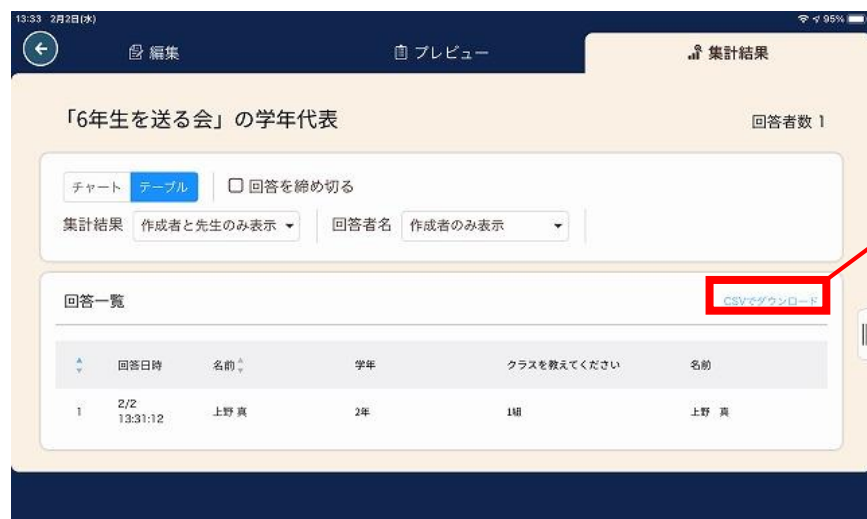 13:33 2月2日(水) 95%
編集 プレビュー 集計結果
「6年生を送る会」の学年代表 回答者数 1
チャート テーブル 回答を締め切る
集計結果 作成者と先生のみ表示 回答者名 作成者のみ表示
回答一覧 CSVでダウンロード
回答日時 名前 学年 クラスを教えてください 名前
1 2/2 13:31:12 上野 真 2年 1組 上野 真